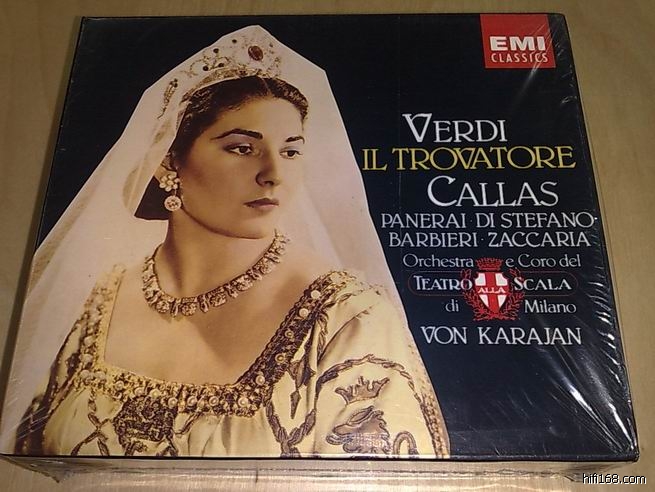 EMI
CLASSICS
VERDI
IL TROVATORE
CALLAS
PANERAI · DI STEFANO ·
BARBIERI · ZACCARIA
Orchestra e Coro del
TEATRO ALLA SCALA
di Milano
VON KARAJAN
hifi168.com